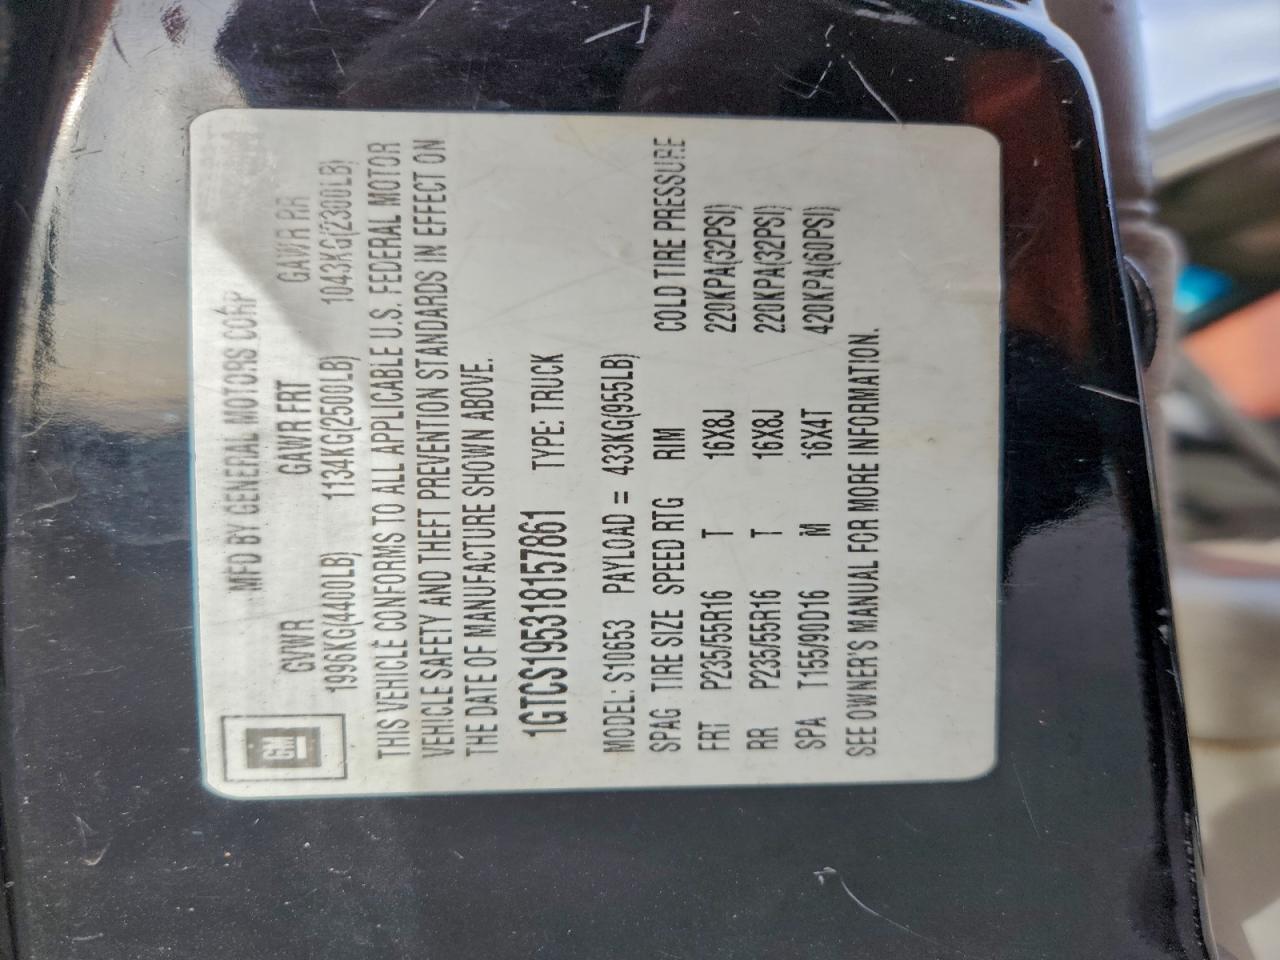 GM
MFD BY GENERAL MOTORS CORP
GVWR GAWR FRT GAWR RR
1996KG(4400LB) 1134KG(2500LB) 1043KG(2300LB)
THIS VEHICLE CONFORMS TO ALL APPLICABLE U.S. FEDERAL MOTOR
VEHICLE SAFETY AND THEFT PREVENTION STANDARDS IN EFFECT ON
THE DATE OF MANUFACTURE SHOWN ABOVE.
1GTCS195318157861 TYPE: TRUCK
MODEL: S10653 PAYLOAD = 433KG(955LB)
SPAG TIRE SIZE SPEED RTG RIM COLD TIRE PRESSURE
FRT P235/55R16 T 16X8J 220KPA(32PSI)
RR P235/55R16 T 16X8J 220KPA(32PSI)
SPA T155/90D16 M 16X4T 420KPA(60PSI)
SEE OWNER'S MANUAL FOR MORE INFORMATION.